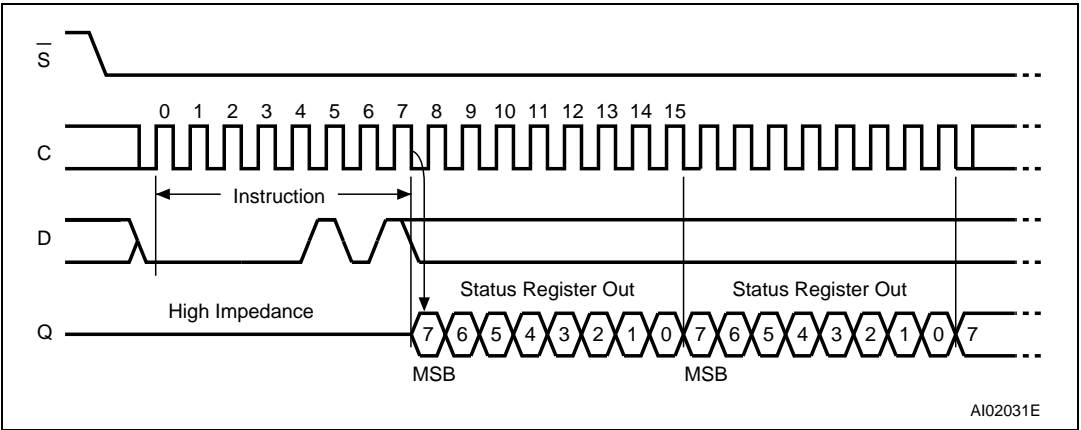 S
0 1 2 3 4 5 6 7 8 9 10 11 12 13 14 15
C
Instruction
D
High Impedance
Status Register Out Status Register Out
Q
7 6 5 4 3 2 1 0 7 6 5 4 3 2 1 0 7
MSB MSB
AI02031E